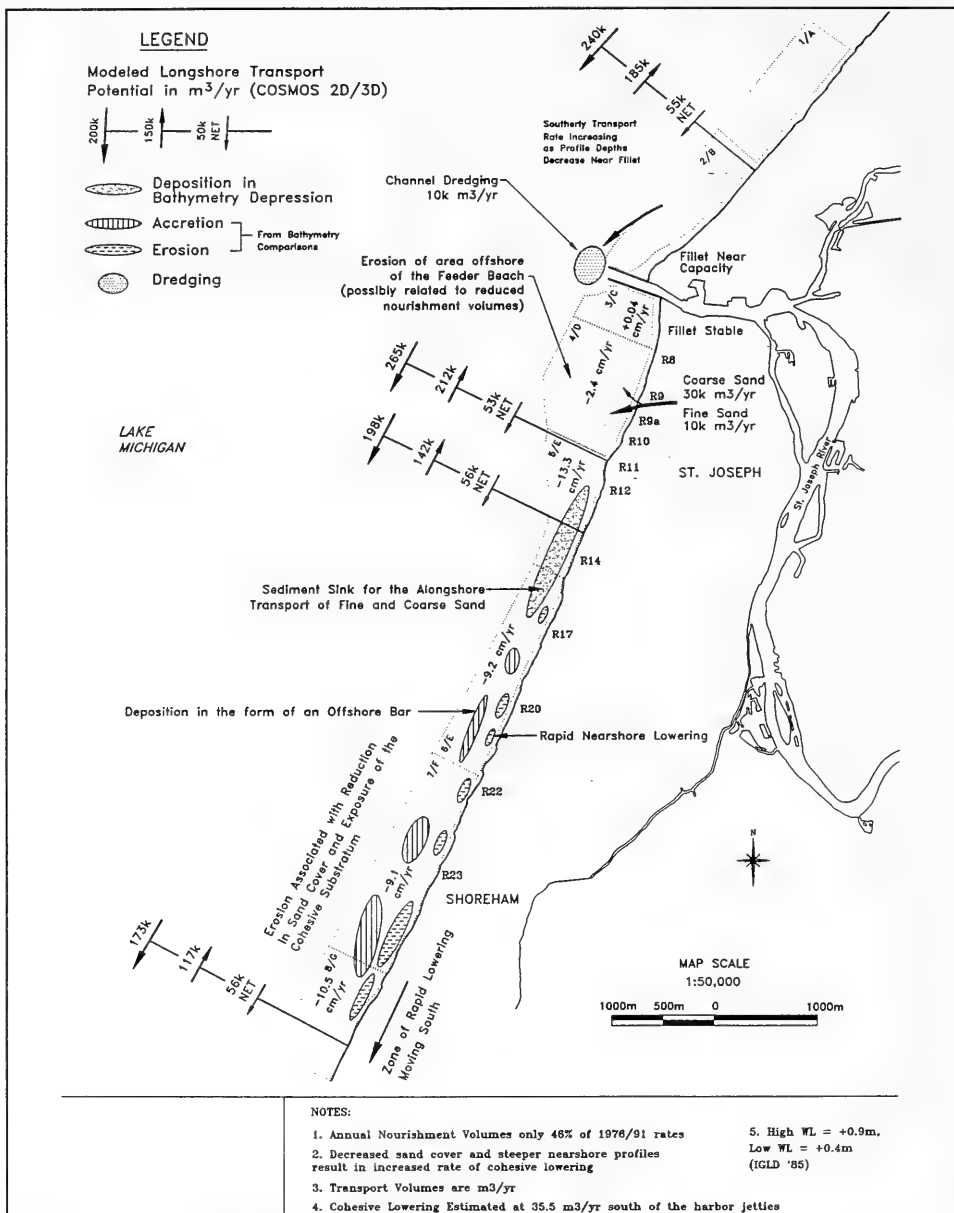 LEGEND
Modeled Longshore Transport
Potential in m³/yr (COSMOS 2D/3D)
200k
150k
50k
NET
Deposition in
Bathymetry Depression
Accretion
Erosion
From Bathymetry
Comparisons
Dredging
240k
185k
55k
NET
1/A
2/B
Southerly Transport
Rate Increasing
as Profile Depths
Decrease Near Fillet
Channel Dredging
10k m3/yr
Erosion of area offshore
of the Feeder Beach
(possibly related to reduced
nourishment volumes)
Fillet Near
Capacity
3/C
+0.04
cm/yr
Fillet Stable
4/D
-2.4 cm/yr
R8
R9
R9a
R10
R11
R12
Coarse Sand
30k m3/yr
Fine Sand
10k m3/yr
265k
212k
53k
NET
198k
142k
56k
NET
LAKE
MICHIGAN
-13.3
cm/yr
ST. JOSEPH
St. Joseph River
R14
Sediment Sink for the Alongshore
Transport of Fine and Coarse Sand
R17
-9.2 cm/yr
Deposition in the form of an Offshore Bar
R20
Rapid Nearshore Lowering
6/E
7/F
R22
Erosion Associated with Reduction
in Sand Cover and Exposure of the
Cohesive Substratum
-9.1
cm/yr
R23
SHOREHAM
N
173k
117k
56k
NET
8/G
-10.5
cm/yr
Zone of Rapid Lowering
Moving South
MAP SCALE
1:50,000
1000m 500m 0 1000m
NOTES:
1. Annual Nourishment Volumes only 46% of 1976/91 rates
2. Decreased sand cover and steeper nearshore profiles
result in increased rate of cohesive lowering
3. Transport Volumes are m3/yr
4. Cohesive Lowering Estimated at 35.5 m3/yr south of the harbor jetties
5. High WL = +0.9m,
Low WL = +0.4m
(IGLD '85)